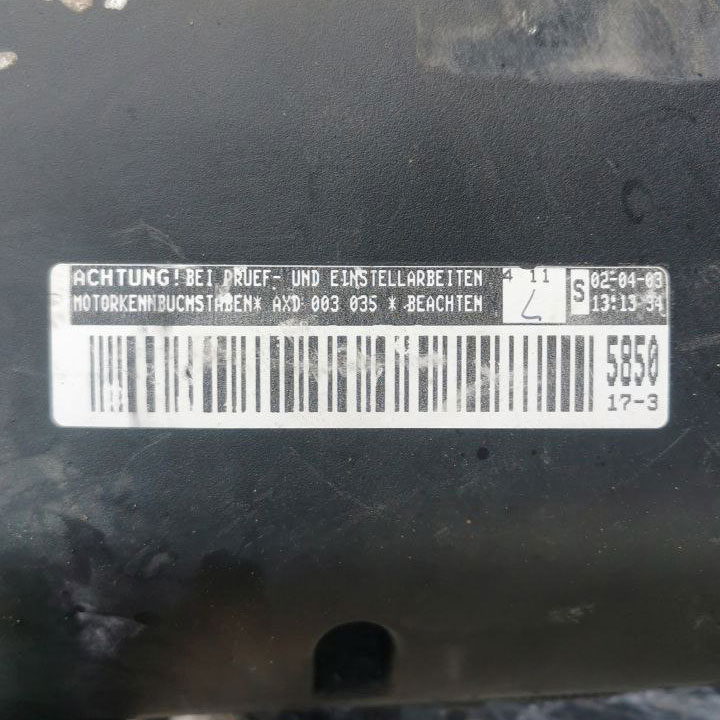 ACHTUNG! BEI PRUEF- UND EINSTELLARBEITEN
MOTORKENNBUCHSTABEN* AXD 003 035 * BEACHTEN
4 11
S
02-04-03
13:13 34
5850
17-3